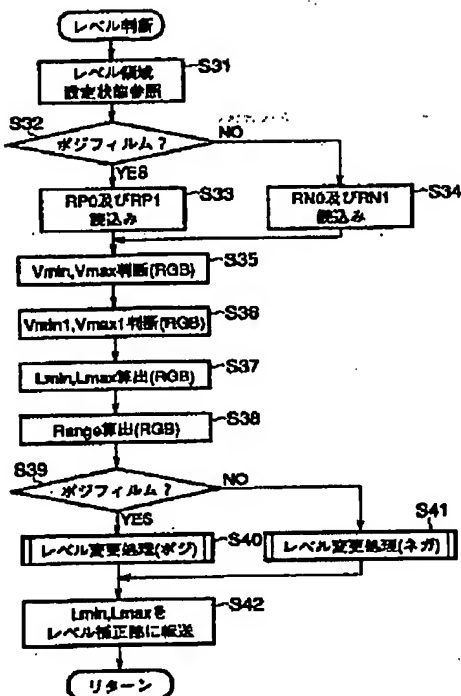 レベル判断
レベル領域
設定状態参照
S31
S32
ポジフィルム?
NO
YES
RP0及びRP1
読込み
S33
RN0及びRN1
読込み
S34
Vmin,Vmax判断(RGB)
S35
Vmin1,Vmax1判断(RGB)
S36
Lmin,Lmax算出(RGB)
S37
Range算出(RGB)
S38
S39
ポジフィルム?
NO
YES
レベル変更処理(ポジ)
S40
レベル変更処理(ネガ)
S41
Lmin,Lmaxを
レベル補正部に転送
S42
リターン